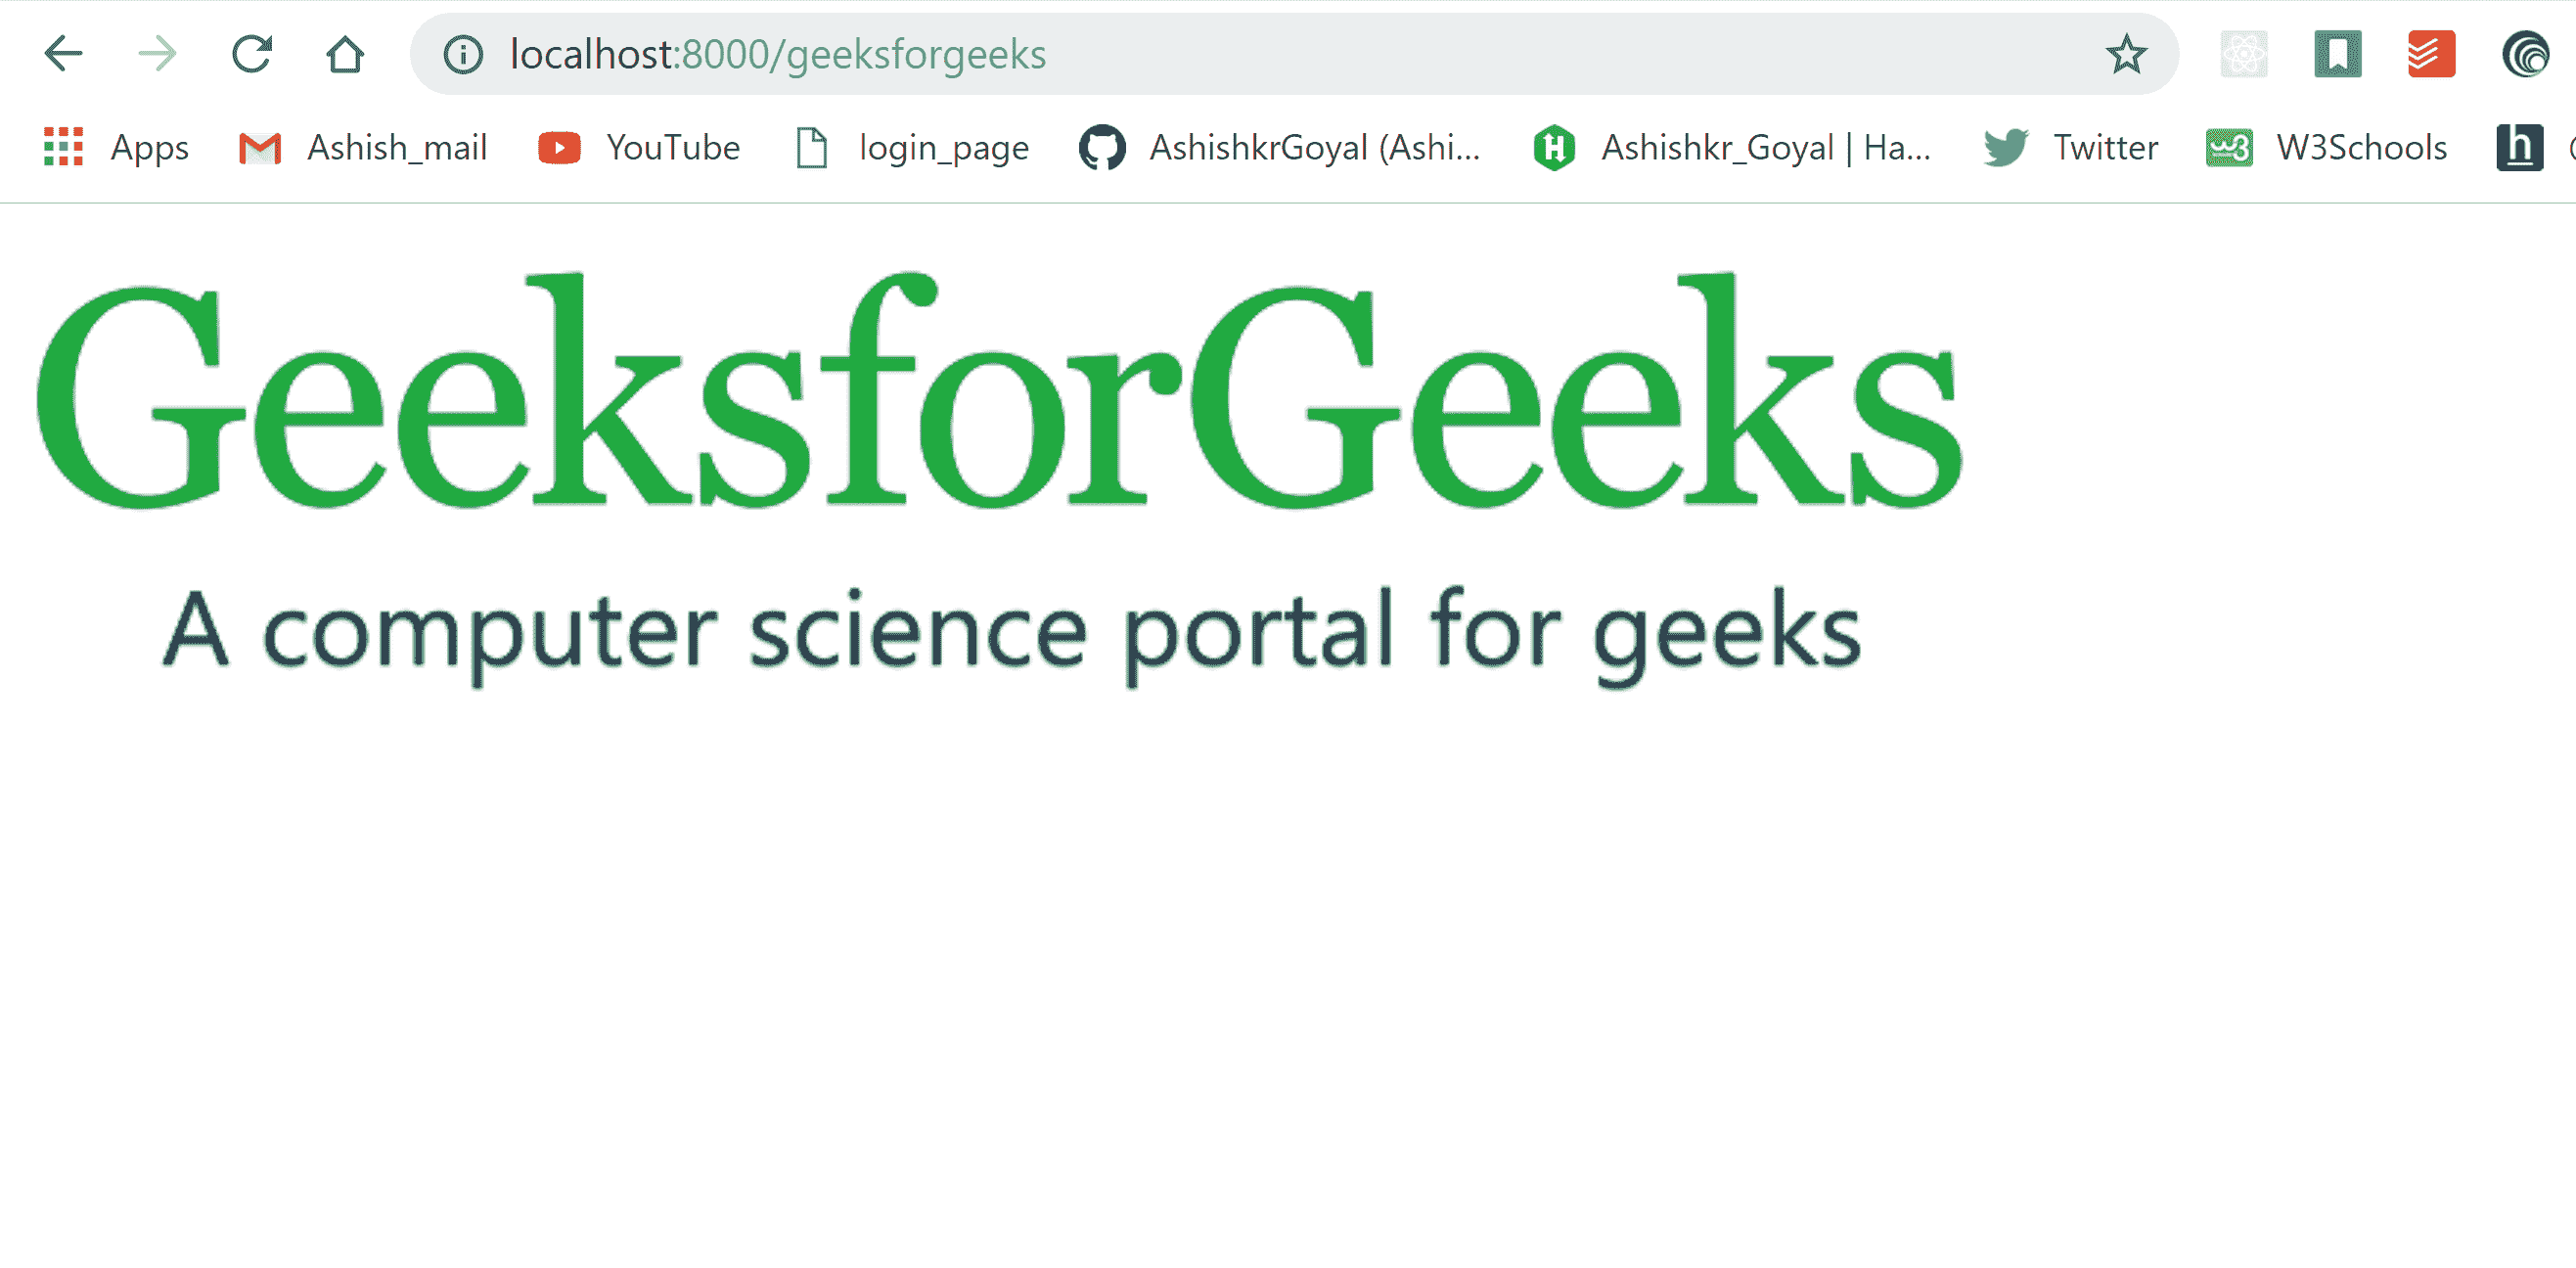 localhost:8000/geeksforgeeks
Apps Ashish_mail YouTube login_page AshishkrGoyal (Ashi... Ashishkr_Goyal | Ha... Twitter W3Schools
GeeksforGeeks
A computer science portal for geeks